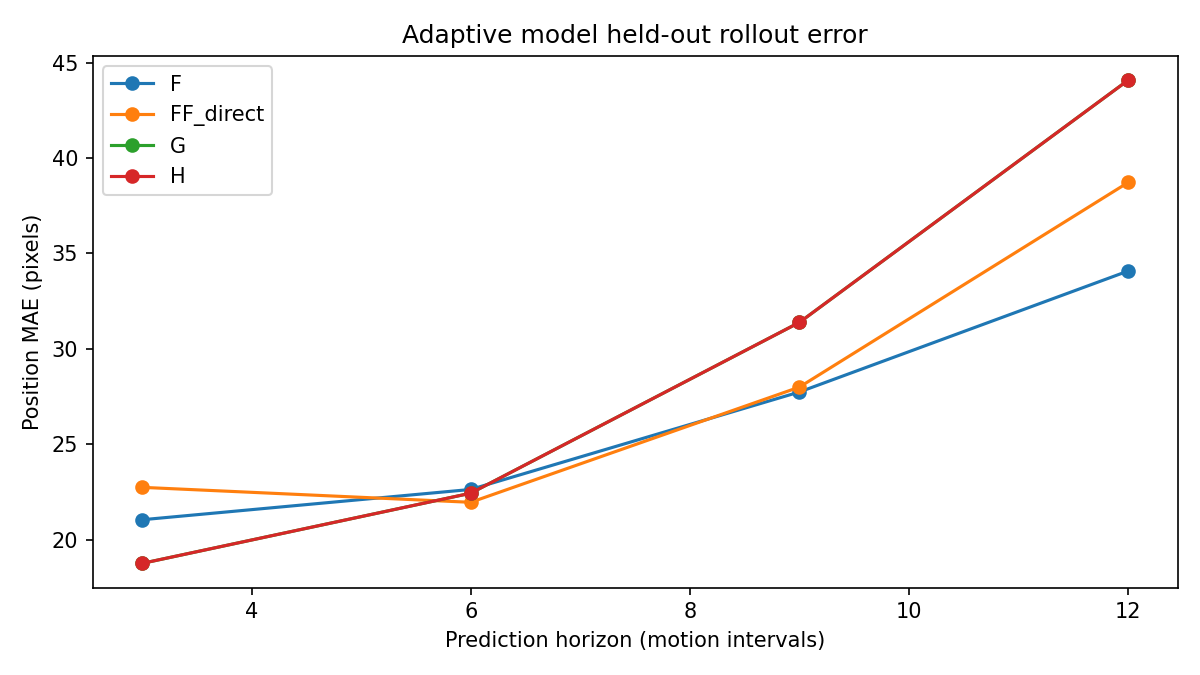 Adaptive model held-out rollout error
F
FF_direct
G
H
Position MAE (pixels)
45
40
35
30
25
20
4 6 8 10 12
Prediction horizon (motion intervals)